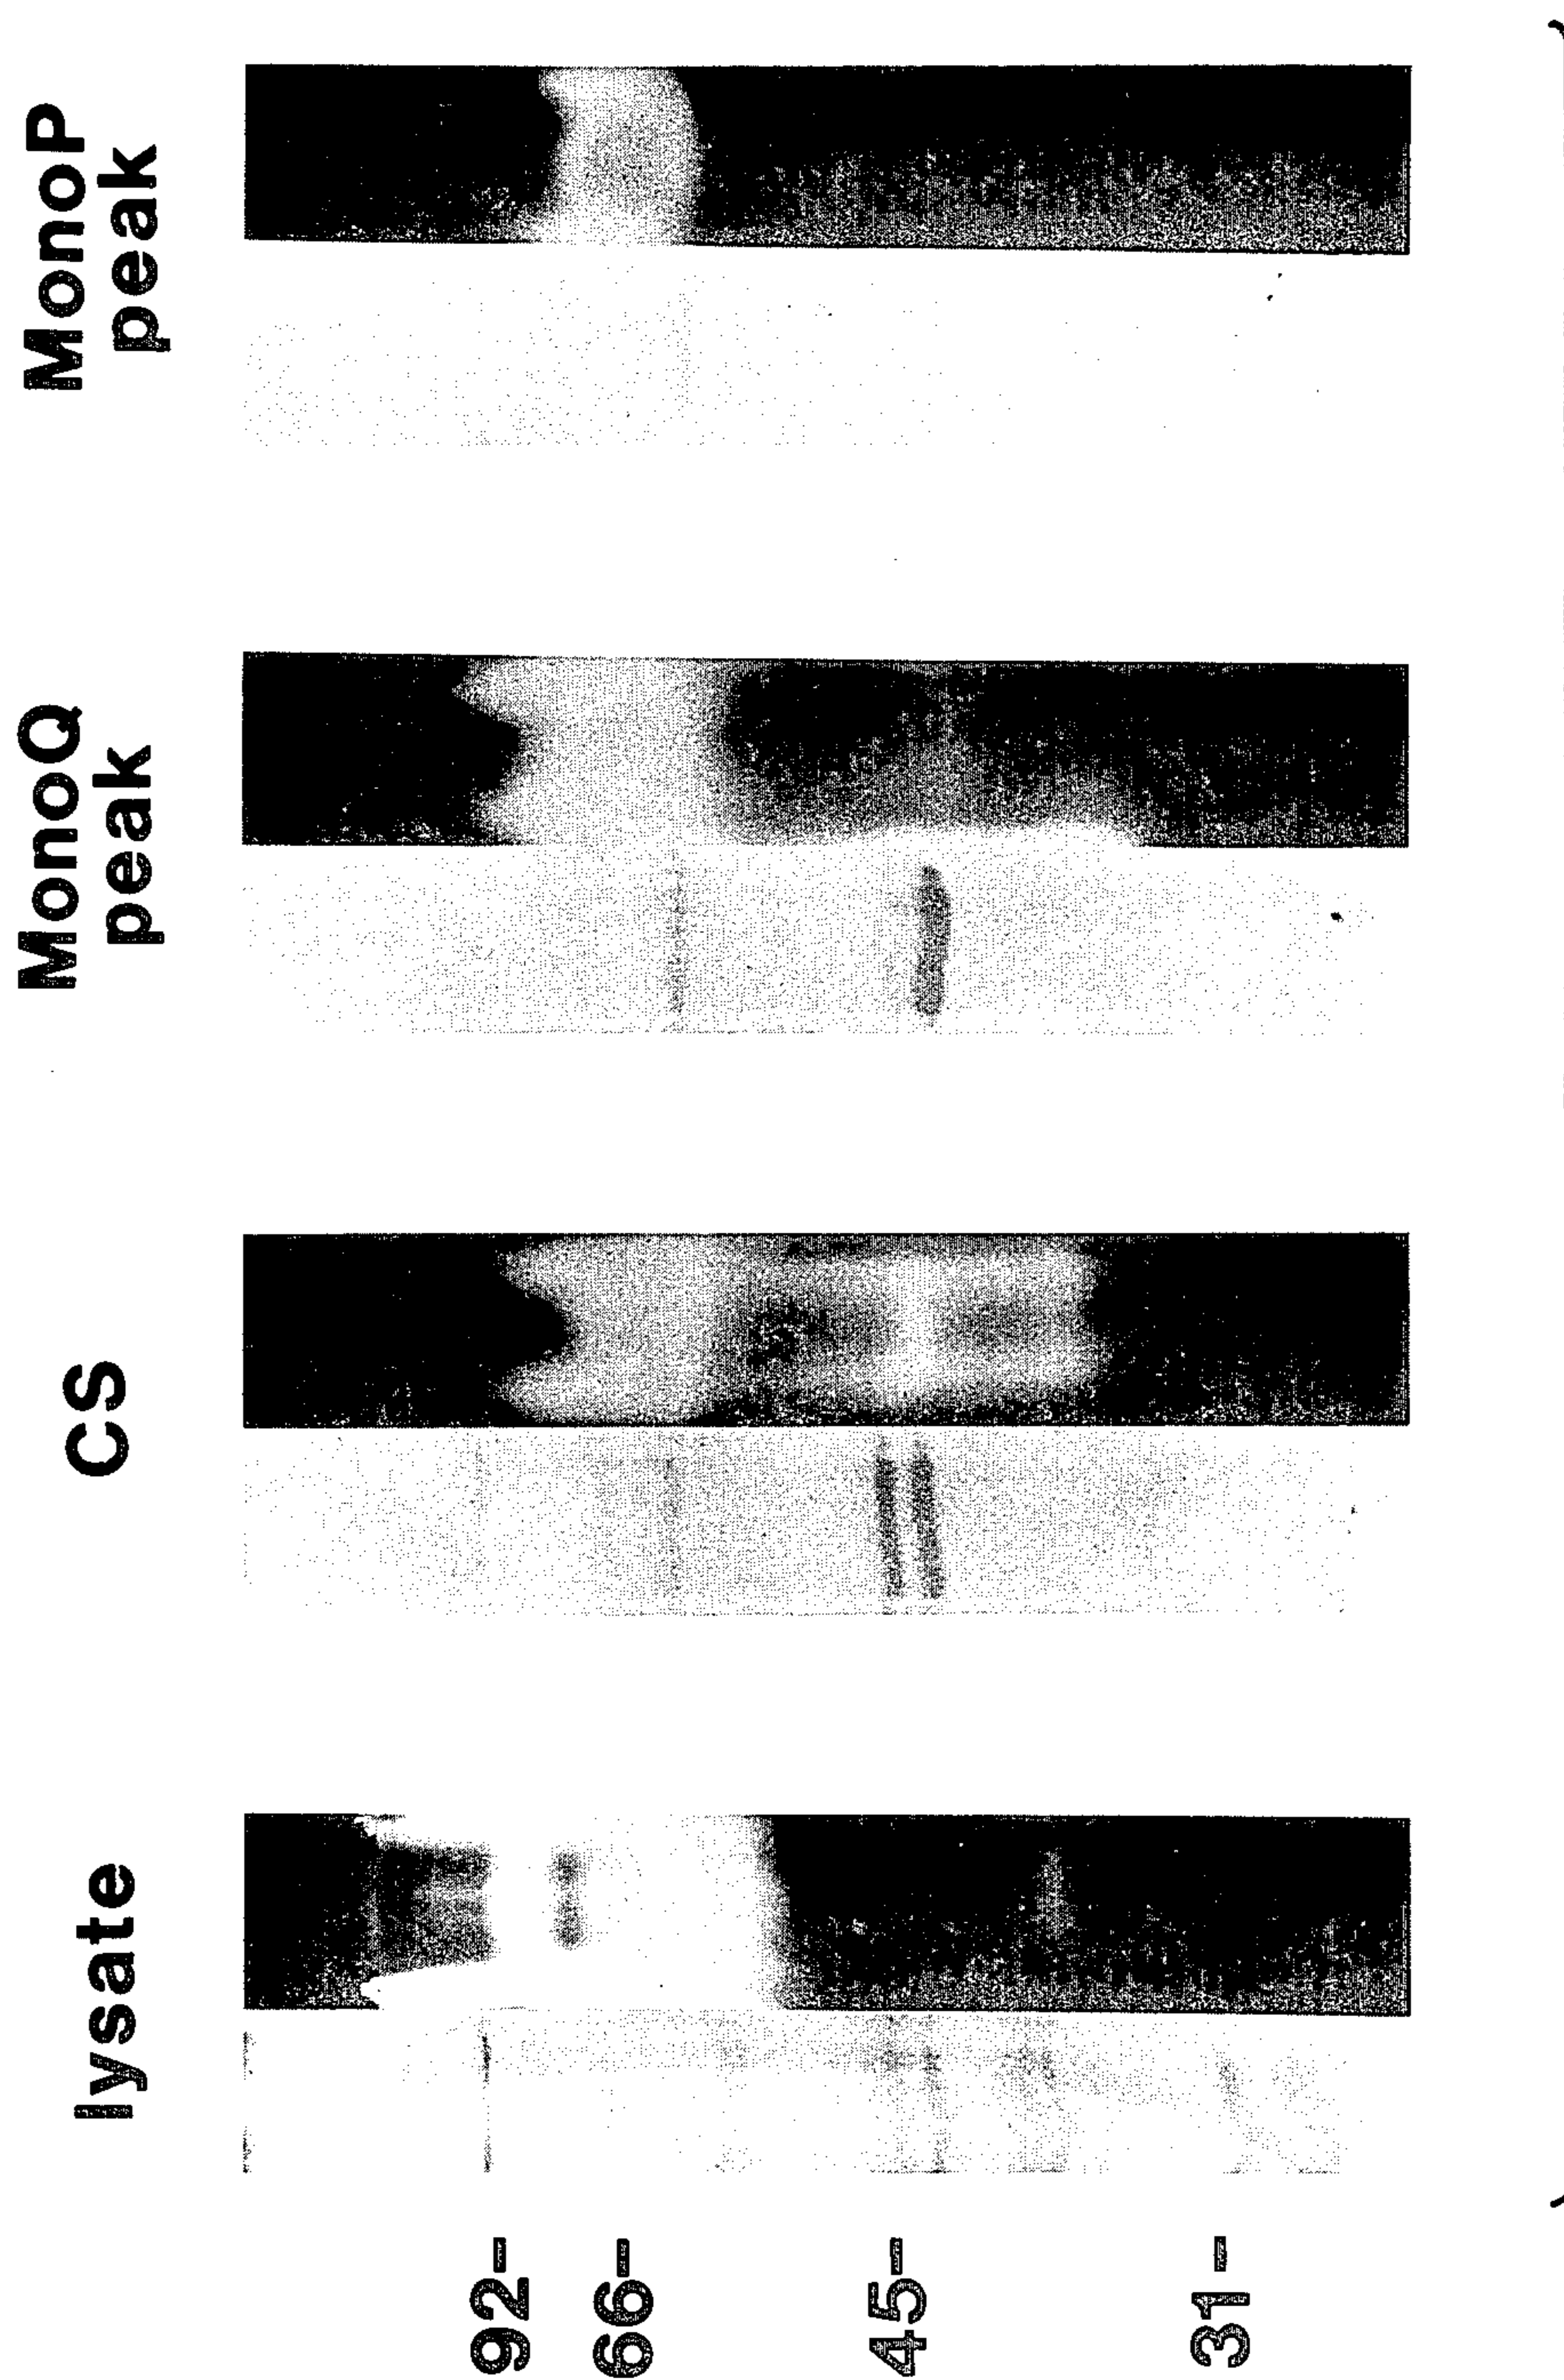 MonoP
peak
MonoQ
peak
CS
lysate
92-
66-
45-
31-